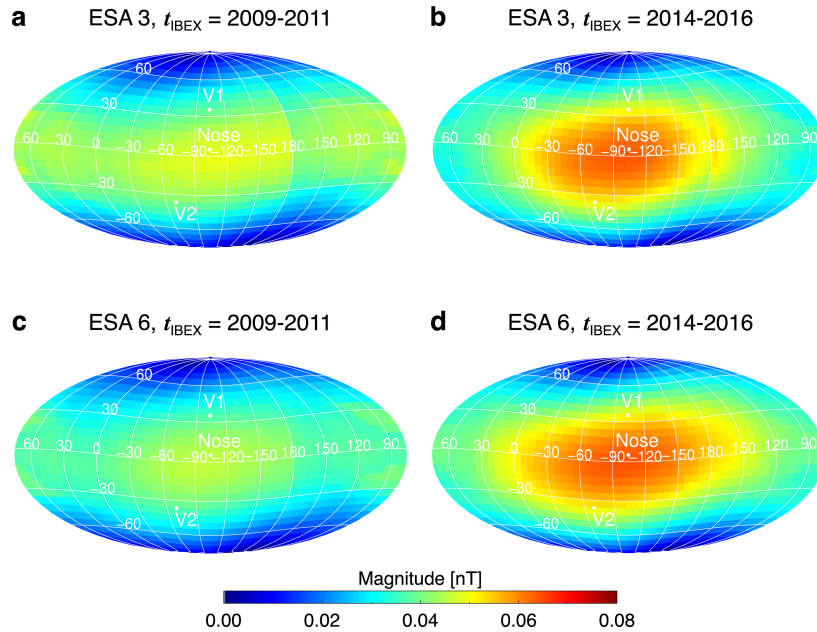 a ESA 3, tIBEX = 2009-2011
60
V1
30
Nose
60 30 0 −30 −60 −90 −120 −150 180 150 120 90
−30
V2
−60
b ESA 3, tIBEX = 2014-2016
60
V1
30
Nose
60 30 0 −30 −60 −90 −120 −150 180 150 120 90
−30
V2
−60
c ESA 6, tIBEX = 2009-2011
60
V1
30
Nose
60 30 0 −30 −60 −90 −120 −150 180 150 120 90
−30
V2
−60
d ESA 6, tIBEX = 2014-2016
60
V1
30
Nose
60 30 0 −30 −60 −90 −120 −150 180 150 120 90
−30
V2
−60
Magnitude [nT]
0.00 0.02 0.04 0.06 0.08